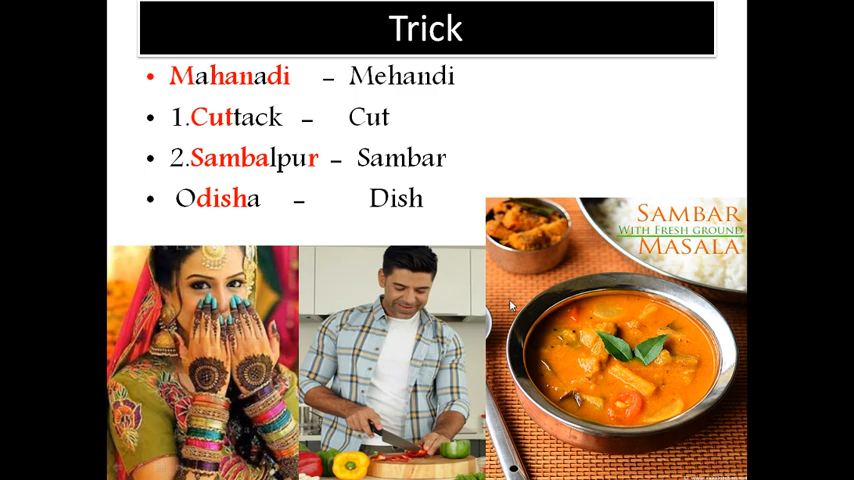 Trick
• Mahanadi – Mehandi
• 1.Cuttack – Cut
• 2.Sambalpur – Sambar
• Odisha – Dish
SAMBAR
WITH FRESH GROUND
MASALA